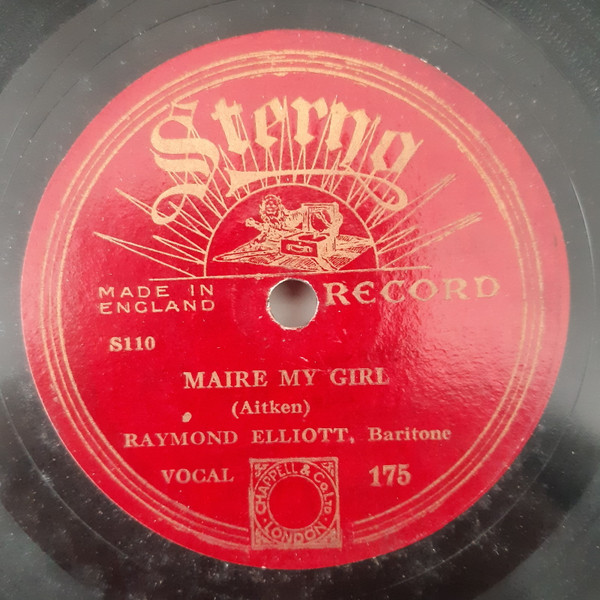 Sterno
MADE IN
ENGLAND
RECORD
S110
MAIRE MY GIRL
(Aitken)
RAYMOND ELLIOTT, Baritone
VOCAL
175
CHAPPELL & Co LTD
LONDON